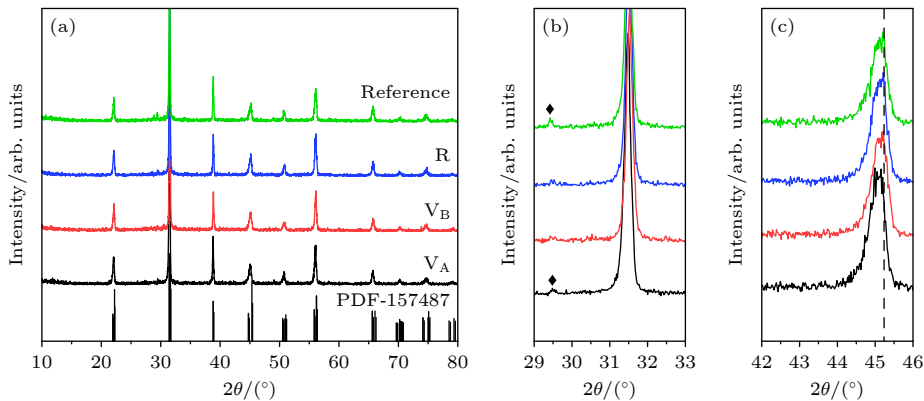 (a)
Intensity/arb. units
Reference
R
V_B
V_A
PDF-157487
10 20 30 40 50 60 70 80
2θ/(°)
(b)
Intensity/arb. units
29 30 31 32 33
2θ/(°)
(c)
Intensity/arb. units
42 43 44 45 46
2θ/(°)